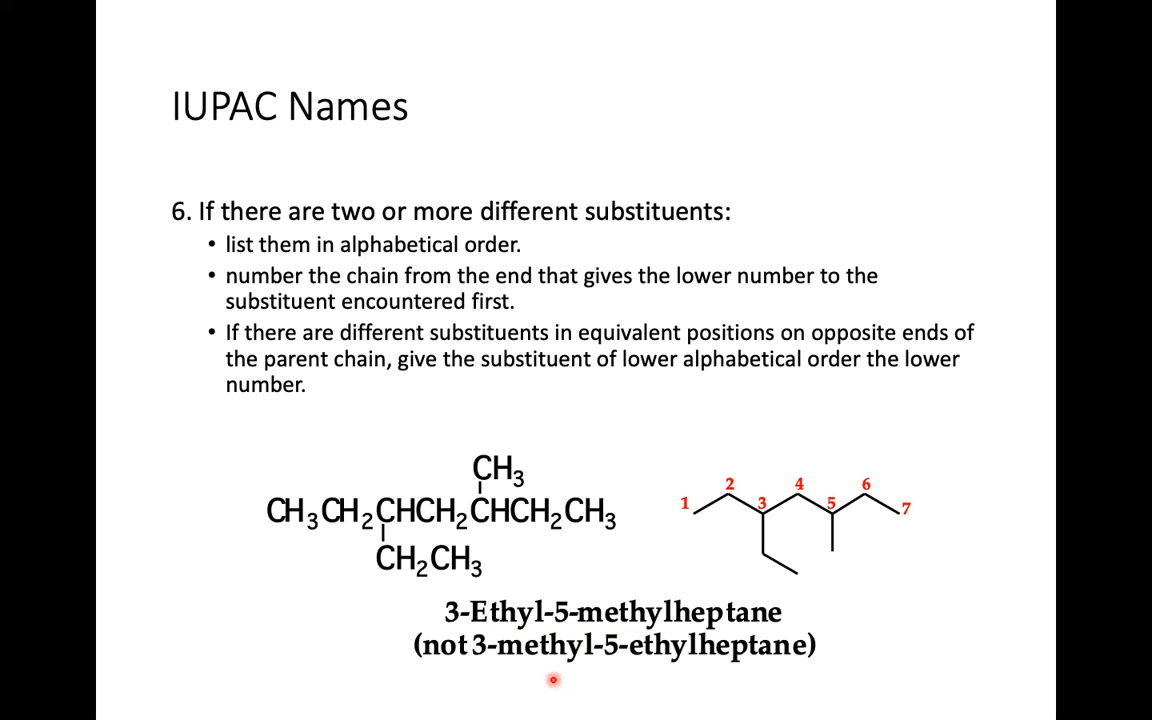 IUPAC Names
6. If there are two or more different substituents:
• list them in alphabetical order.
• number the chain from the end that gives the lower number to the
substituent encountered first.
• If there are different substituents in equivalent positions on opposite ends of
the parent chain, give the substituent of lower alphabetical order the lower
number.
CH3
CH3CH2CHCH2CHCH2CH3
CH2CH3
1 2 3 4 5 6 7
3-Ethyl-5-methylheptane
(not 3-methyl-5-ethylheptane)